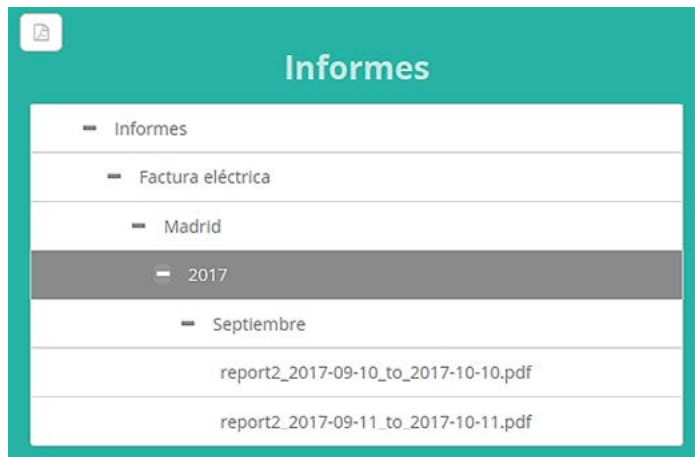 Informes
Informes
Factura eléctrica
Madrid
2017
Septiembre
report2_2017-09-10_to_2017-10-10.pdf
report2_2017-09-11_to_2017-10-11.pdf